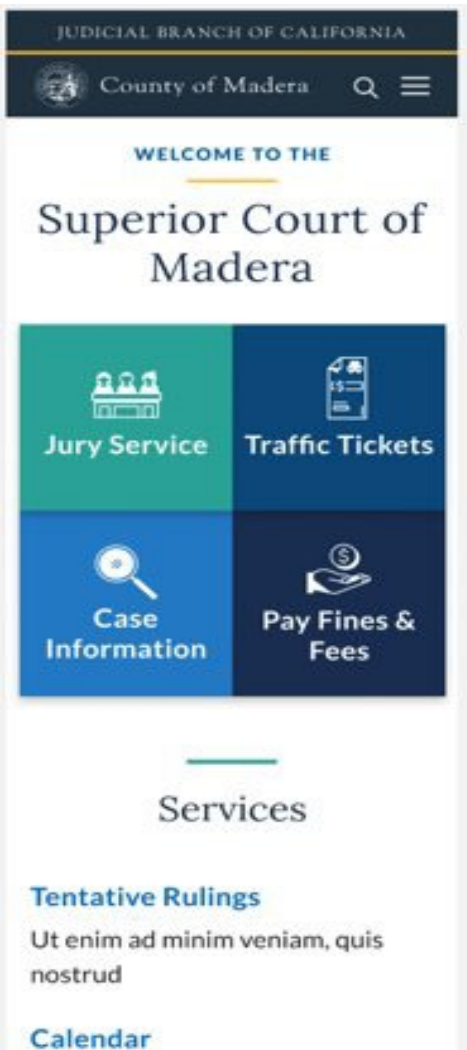 JUDICIAL BRANCH OF CALIFORNIA
County of Madera
WELCOME TO THE
Superior Court of
Madera
Jury Service
Traffic Tickets
Case
Information
Pay Fines &
Fees
Services
Tentative Rulings
Ut enim ad minim veniam, quis
nostrud
Calendar